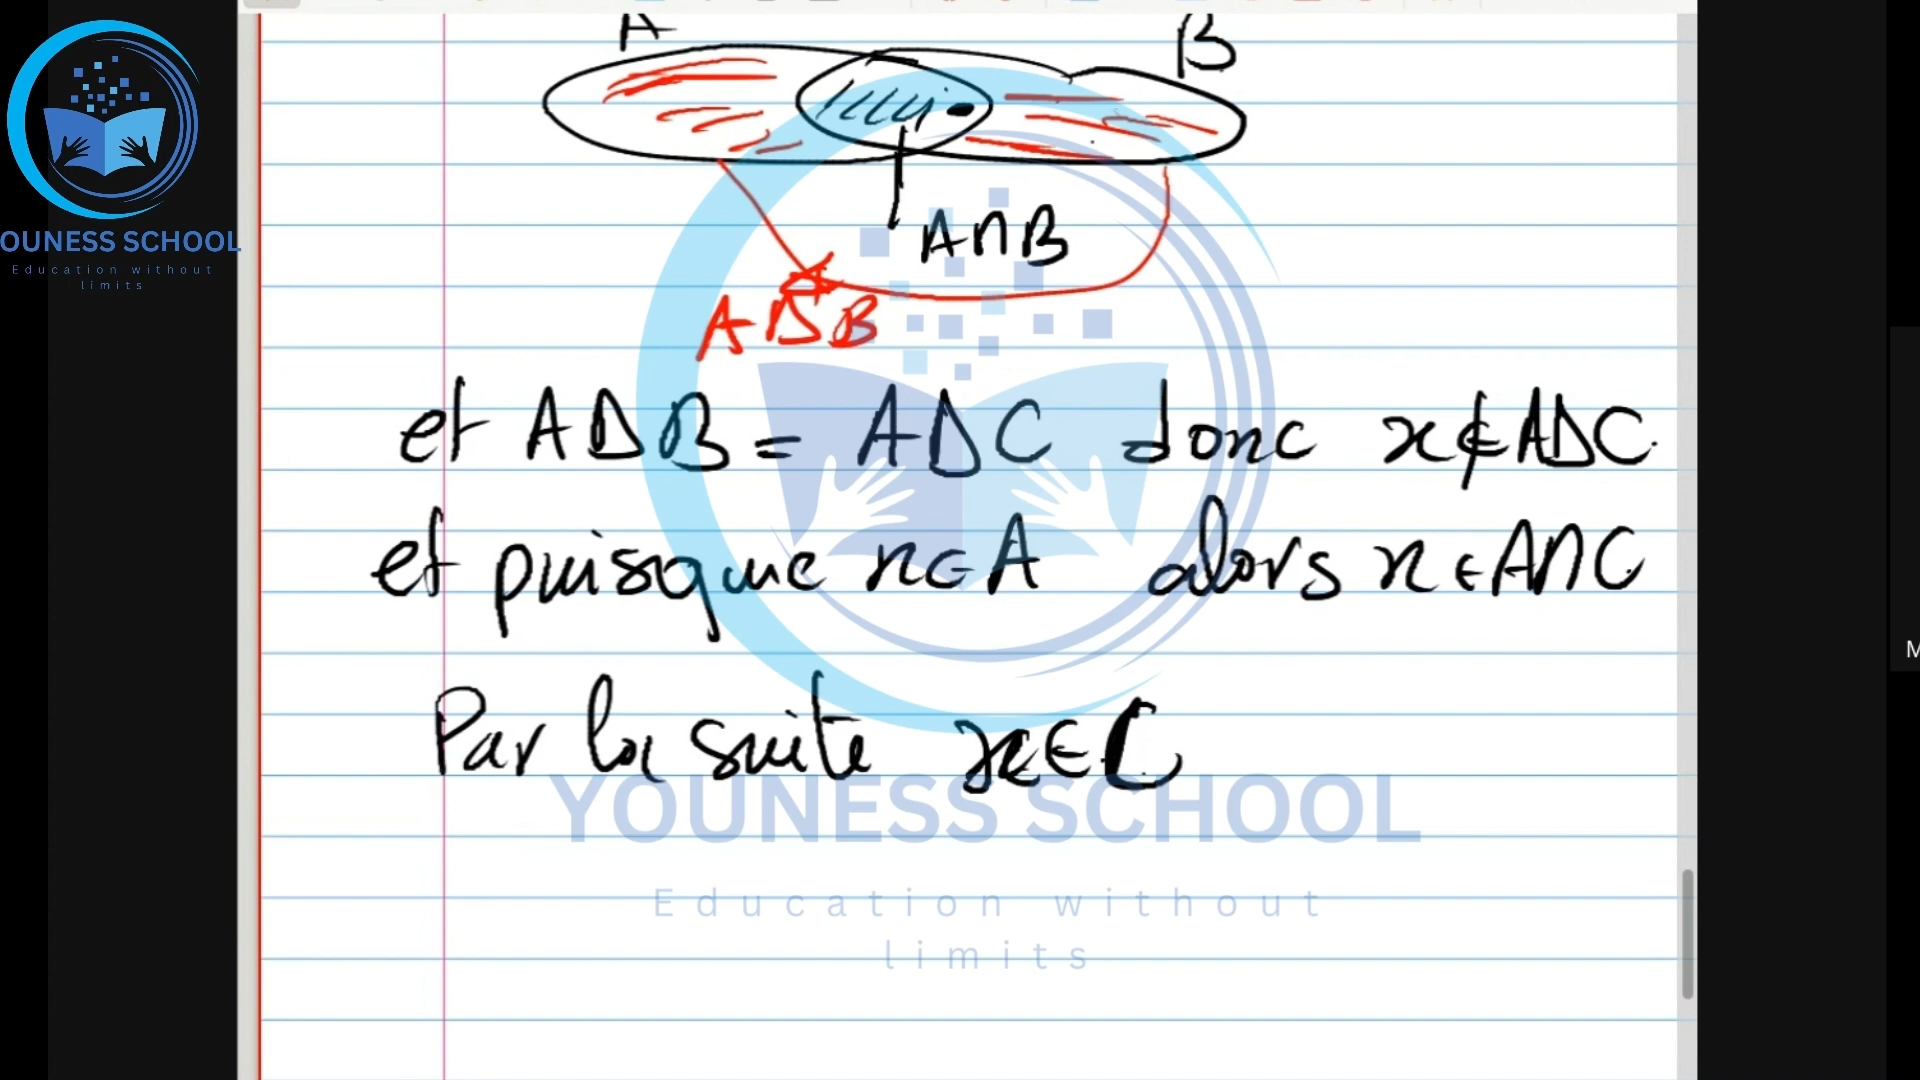 A
B
YOUNESS SCHOOL
Education without
limits
A∩B
AΔB
et AΔB = AΔC donc x∉AΔC
et puisque x∈A alors x∈A∩C
Par la suite x∈C
YOUNESS SCHOOL
Education without
limits
M